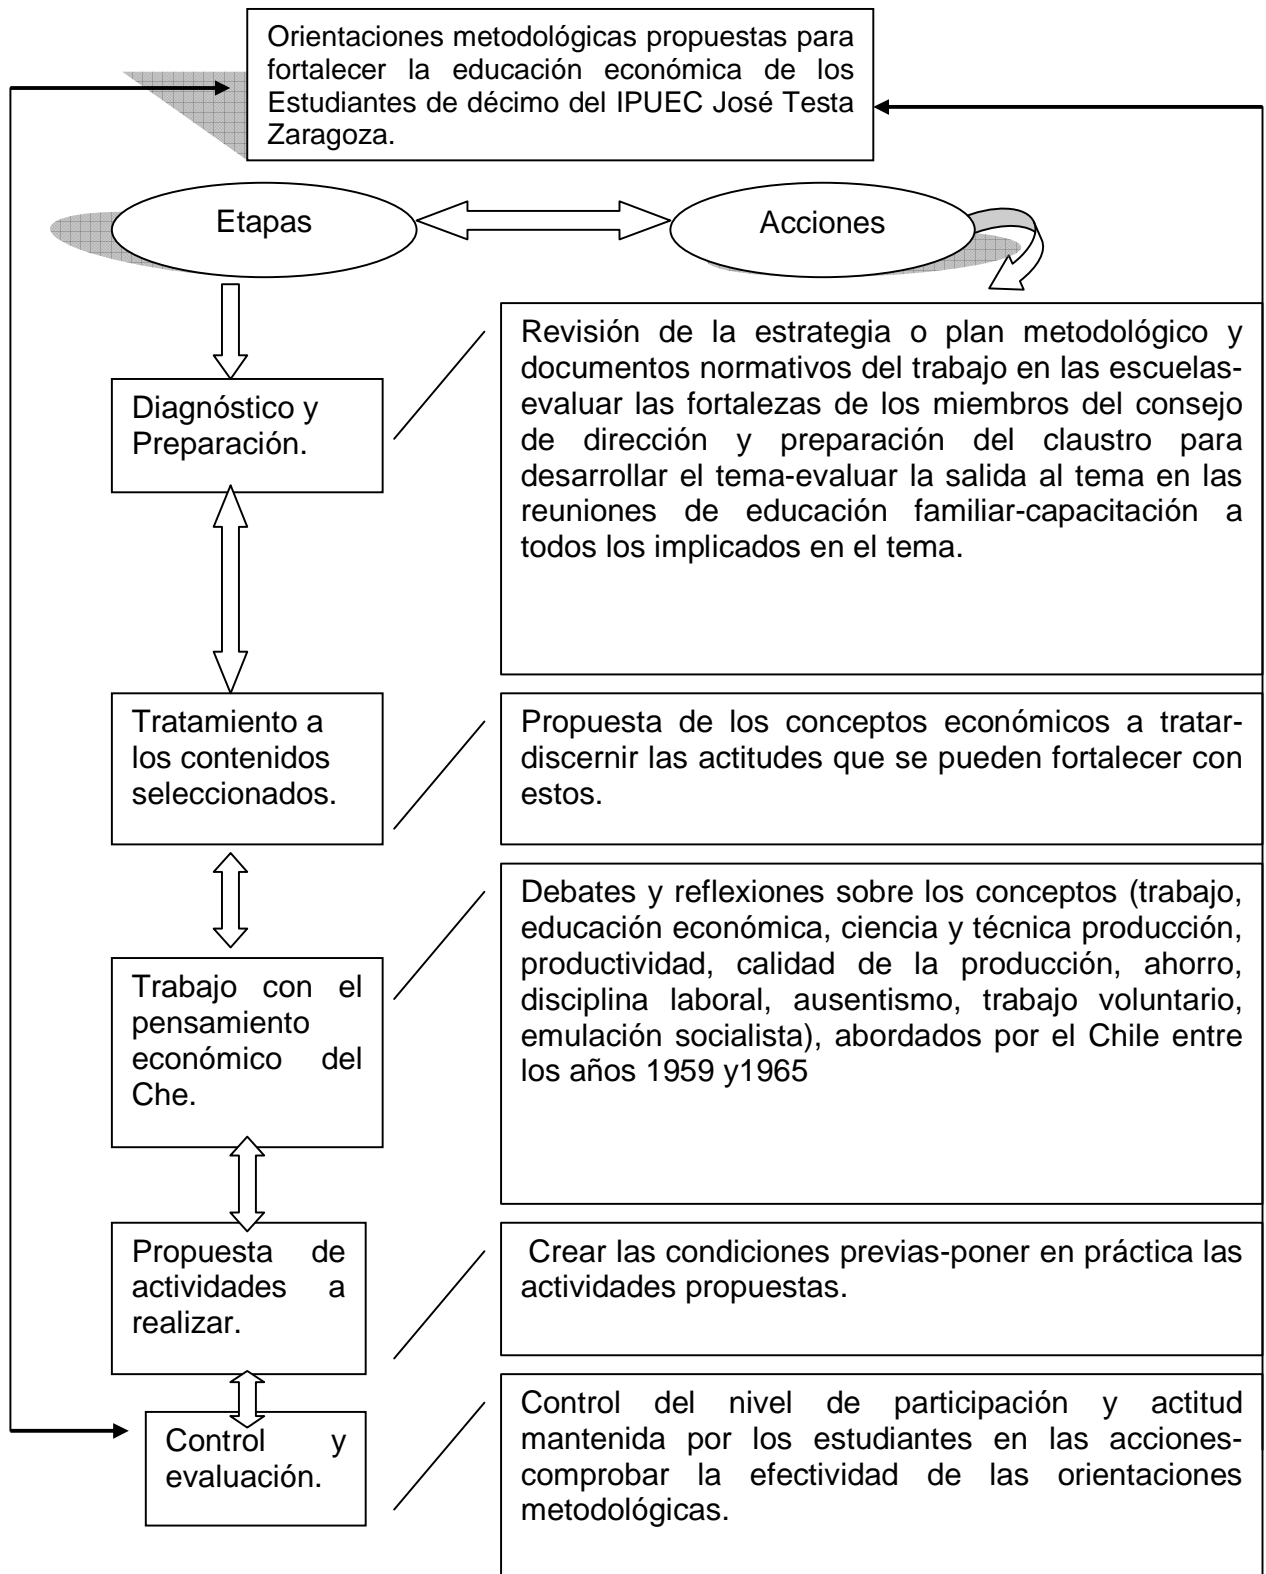 Orientaciones metodológicas propuestas para
fortalecer la educación económica de los
Estudiantes de décimo del IPUEC José Testa
Zaragoza.
Etapas
Acciones
Diagnóstico y
Preparación.
Revisión de la estrategia o plan metodológico y
documentos normativos del trabajo en las escuelas-
evaluar las fortalezas de los miembros del consejo
de dirección y preparación del claustro para
desarrollar el tema-evaluar la salida al tema en las
reuniones de educación familiar-capacitación a
todos los implicados en el tema.
Tratamiento a
los contenidos
seleccionados.
Propuesta de los conceptos económicos a tratar-
discernir las actitudes que se pueden fortalecer con
estos.
Trabajo con el
pensamiento
económico del
Che.
Debates y reflexiones sobre los conceptos (trabajo,
educación económica, ciencia y técnica producción,
productividad, calidad de la producción, ahorro,
disciplina laboral, ausentismo, trabajo voluntario,
emulación socialista), abordados por el Chile entre
los años 1959 y1965
Propuesta de
actividades a
realizar.
Crear las condiciones previas-poner en práctica las
actividades propuestas.
Control y
evaluación.
Control del nivel de participación y actitud
mantenida por los estudiantes en las acciones-
comprobar la efectividad de las orientaciones
metodológicas.